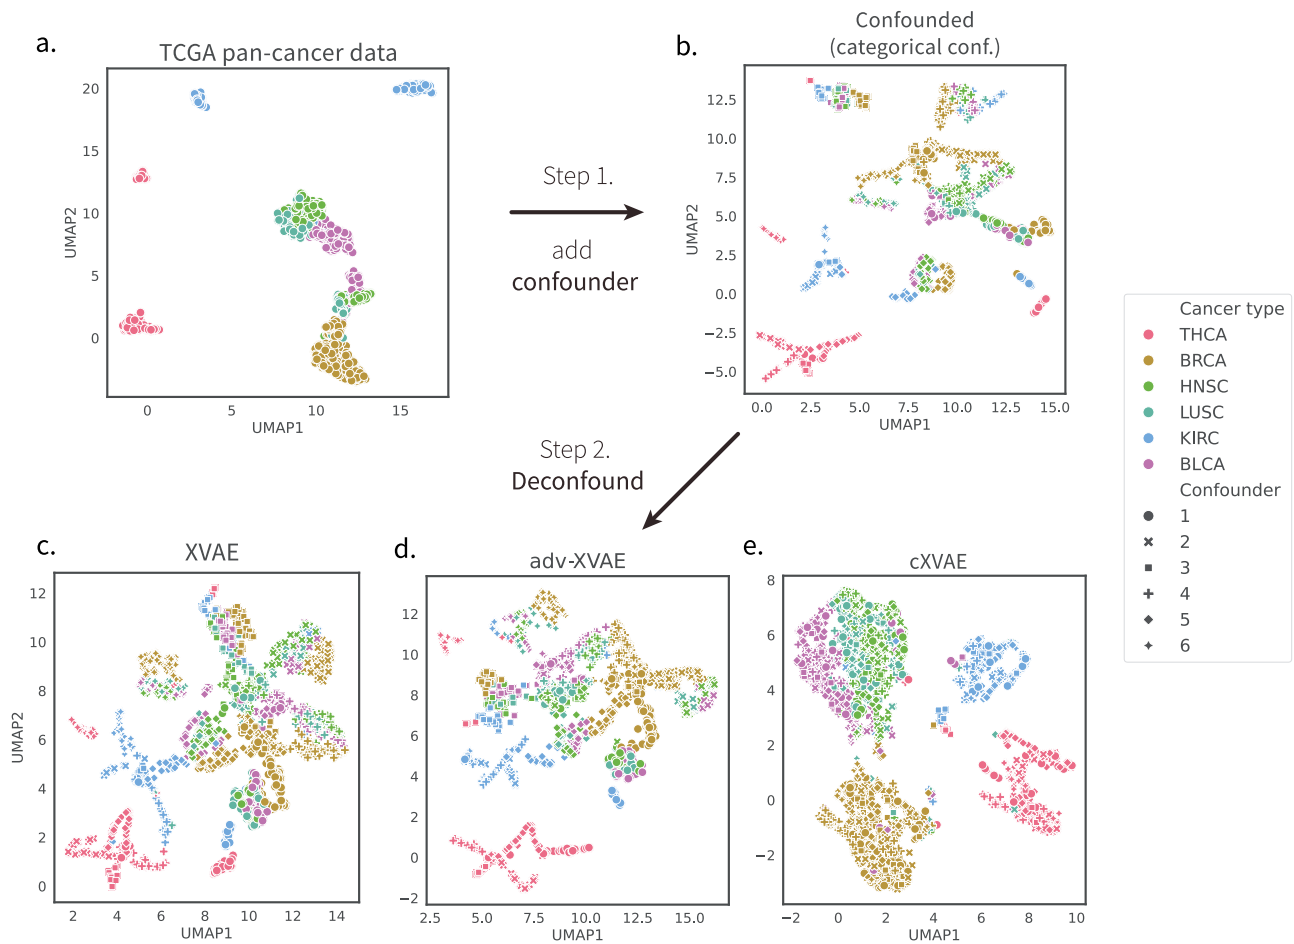 a.
TCGA pan-cancer data
20
15
10
5
0
UMAP2
0
5
10
15
UMAP1
Step 1.
add
confounder
b.
Confounded
(categorical conf.)
12.5
10.0
7.5
5.0
2.5
0.0
−2.5
−5.0
UMAP2
0.0
2.5
5.0
7.5
10.0
12.5
15.0
UMAP1
Step 2.
Deconfound
Cancer type
THCA
BRCA
HNSC
LUSC
KIRC
BLCA
Confounder
1
2
3
4
5
6
c.
XVAE
12
10
8
6
4
2
0
UMAP2
2
4
6
8
10
12
14
UMAP1
d.
adv-XVAE
12
10
8
6
4
2
0
−2
2.5
5.0
7.5
10.0
12.5
15.0
UMAP1
e.
cXVAE
8
6
4
2
0
−2
−2
0
2
4
6
8
10
UMAP1